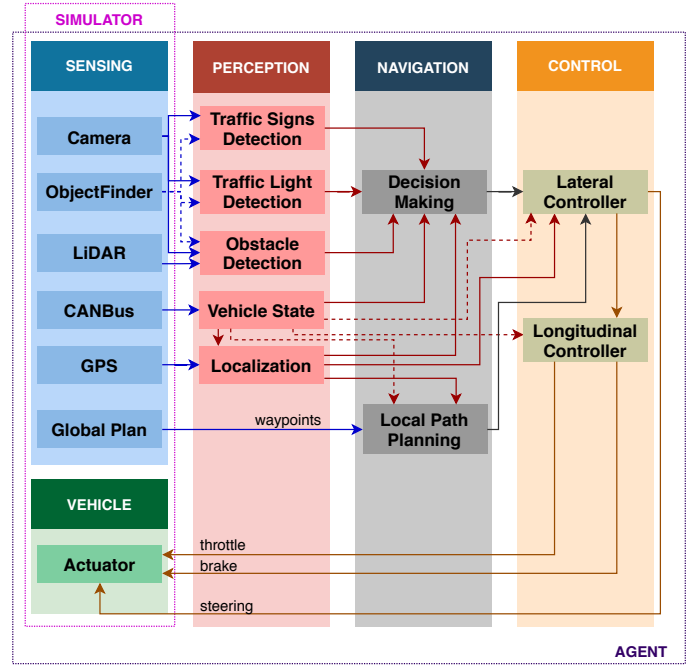 SIMULATOR
SENSING
PERCEPTION
NAVIGATION
CONTROL
Camera
ObjectFinder
LiDAR
CANBus
GPS
Global Plan
Traffic Signs
Detection
Traffic Light
Detection
Obstacle
Detection
Vehicle State
Localization
waypoints
Decision
Making
Local Path
Planning
Lateral
Controller
Longitudinal
Controller
VEHICLE
Actuator
throttle
brake
steering
AGENT